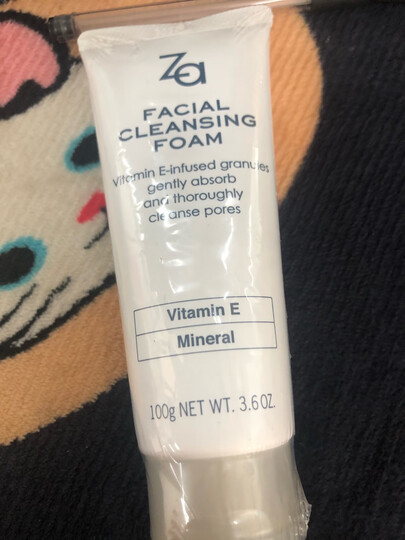 Za
FACIAL
CLEANSING
FOAM
Vitamin E-infused granules
gently absorb
and thoroughly
cleanse pores
Vitamin E
Mineral
100g NET WT. 3.6 OZ.